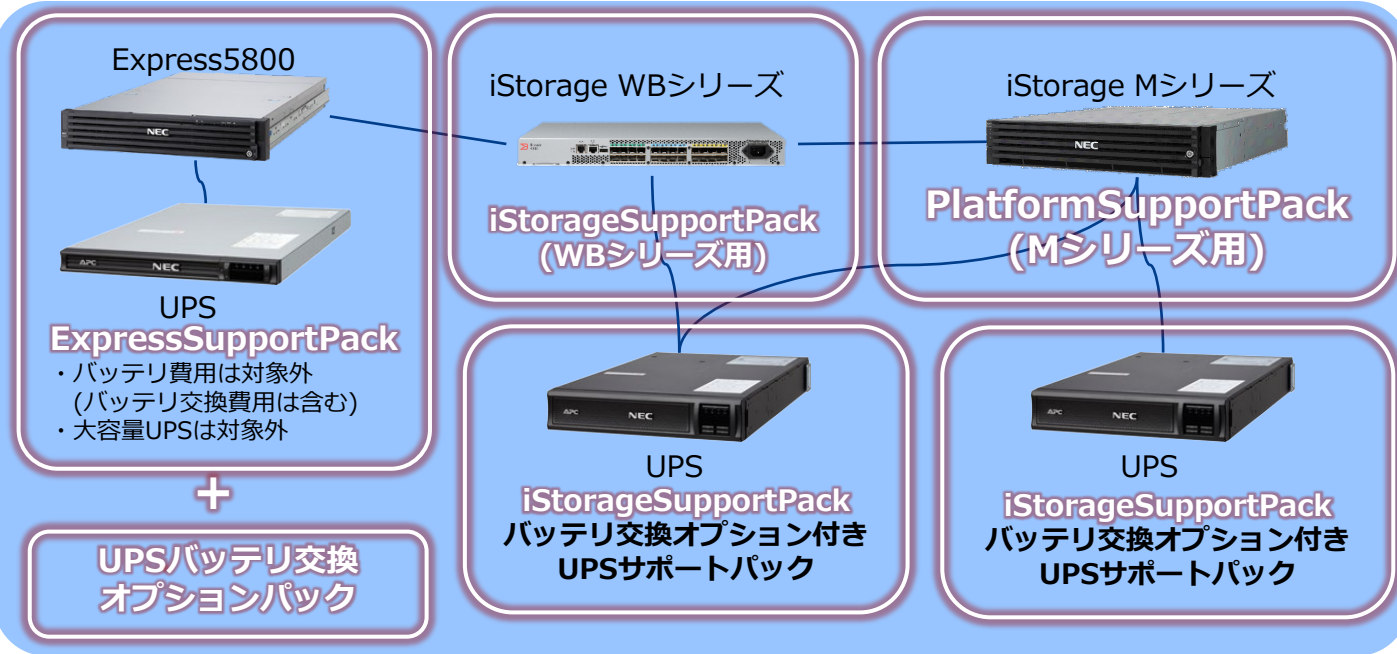 Express5800
NEC
APC
NEC
UPS
ExpressSupportPack
・バッテリ費用は対象外
(バッテリ交換費用は含む)
・大容量UPSは対象外
+
UPSバッテリ交換
オプションパック
iStorage WBシリーズ
iStorageSupportPack
(WBシリーズ用)
iStorage Mシリーズ
NEC
PlatformSupportPack
(Mシリーズ用)
APC
NEC
UPS
iStorageSupportPack
バッテリ交換オプション付き
UPSサポートパック
APC
NEC
UPS
iStorageSupportPack
バッテリ交換オプション付き
UPSサポートパック